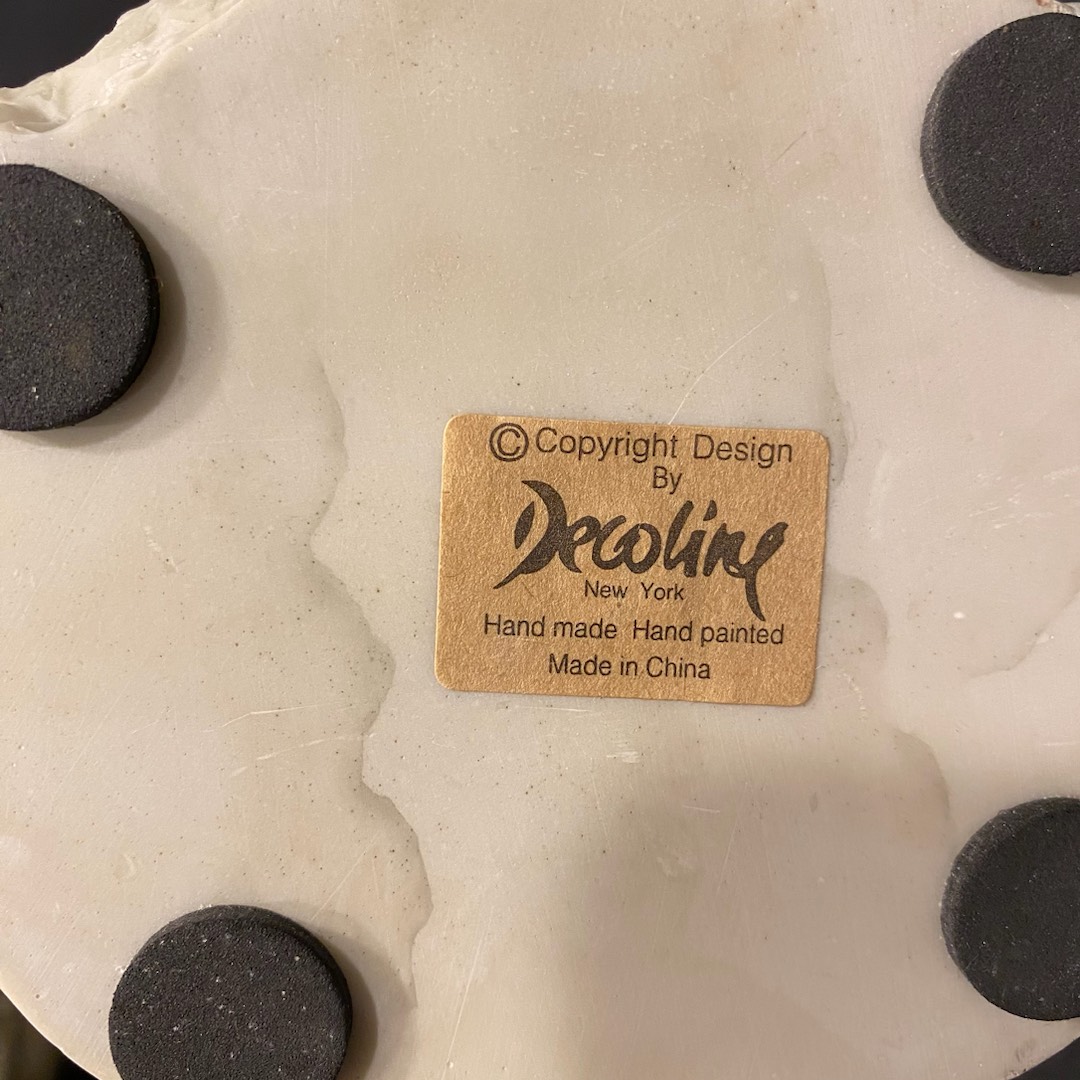 © Copyright Design
By
Decoline
New York
Hand made Hand painted
Made in China